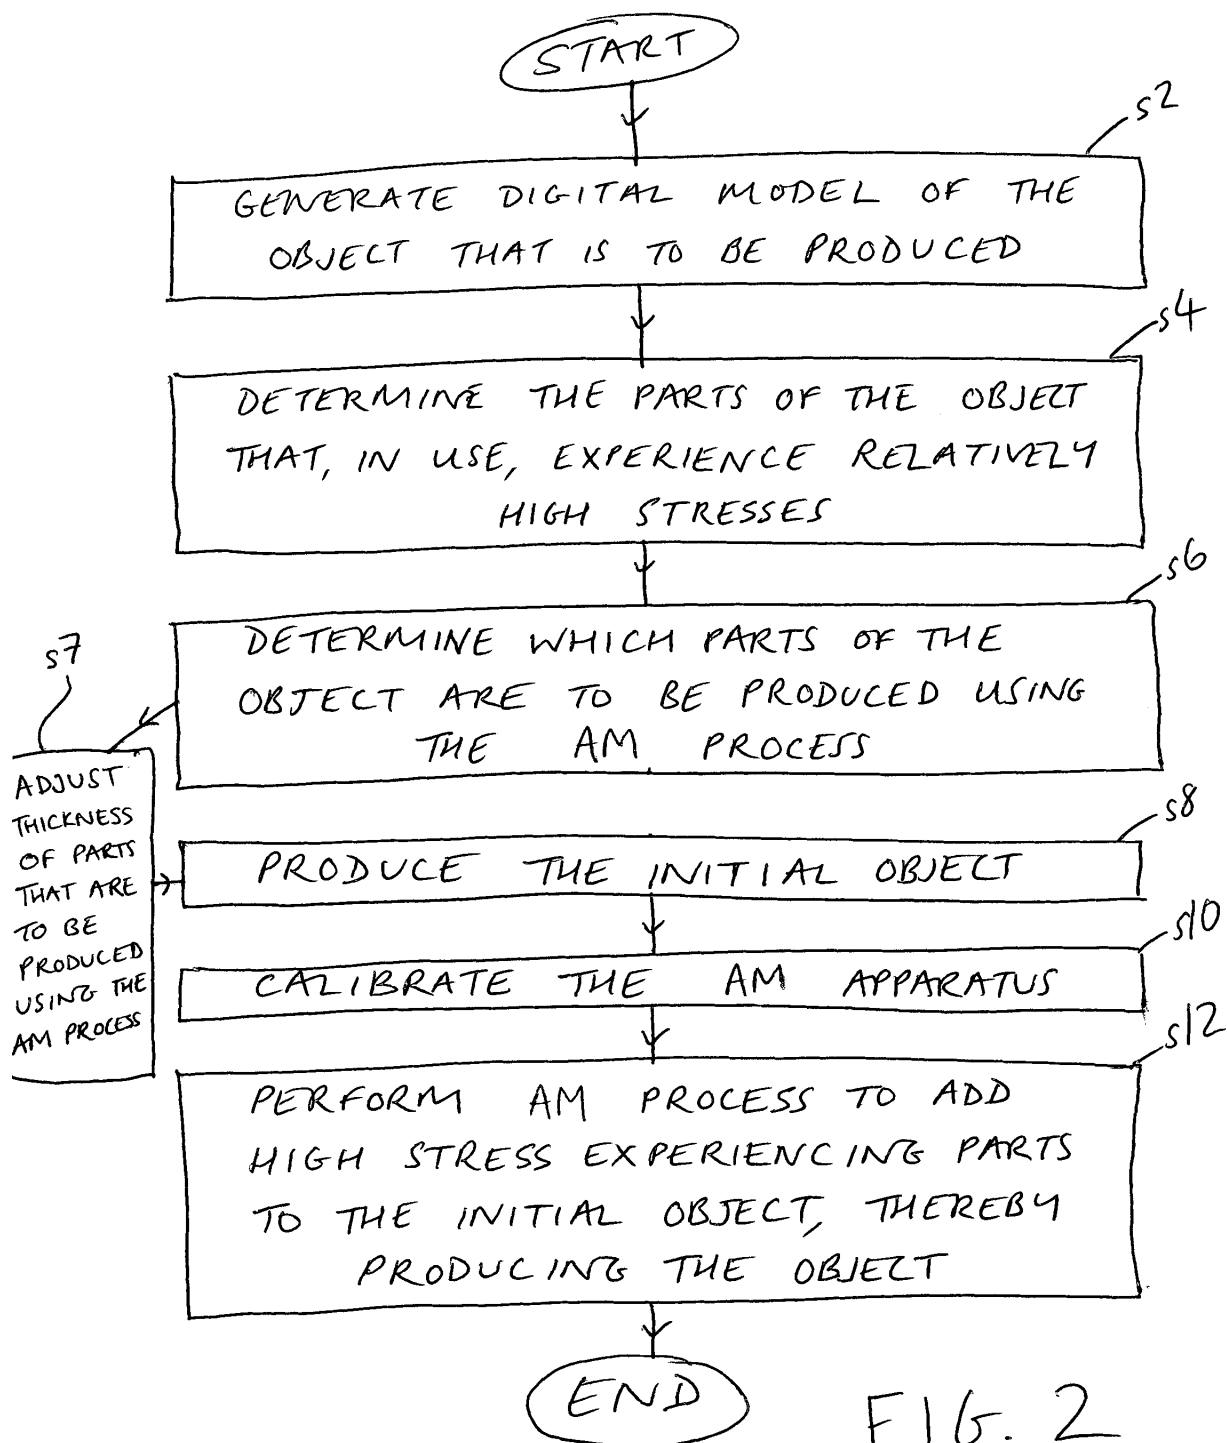 START
s2
GENERATE DIGITAL MODEL OF THE
OBJECT THAT IS TO BE PRODUCED
s4
DETERMINE THE PARTS OF THE OBJECT
THAT, IN USE, EXPERIENCE RELATIVELY
HIGH STRESSES
s6
DETERMINE WHICH PARTS OF THE
OBJECT ARE TO BE PRODUCED USING
THE AM PROCESS
s7
ADJUST
THICKNESS
OF PARTS
THAT ARE
TO BE
PRODUCED
USING THE
AM PROCESS
s8
PRODUCE THE INITIAL OBJECT
s10
CALIBRATE THE AM APPARATUS
s12
PERFORM AM PROCESS TO ADD
HIGH STRESS EXPERIENCING PARTS
TO THE INITIAL OBJECT, THEREBY
PRODUCING THE OBJECT
END
FIG. 2